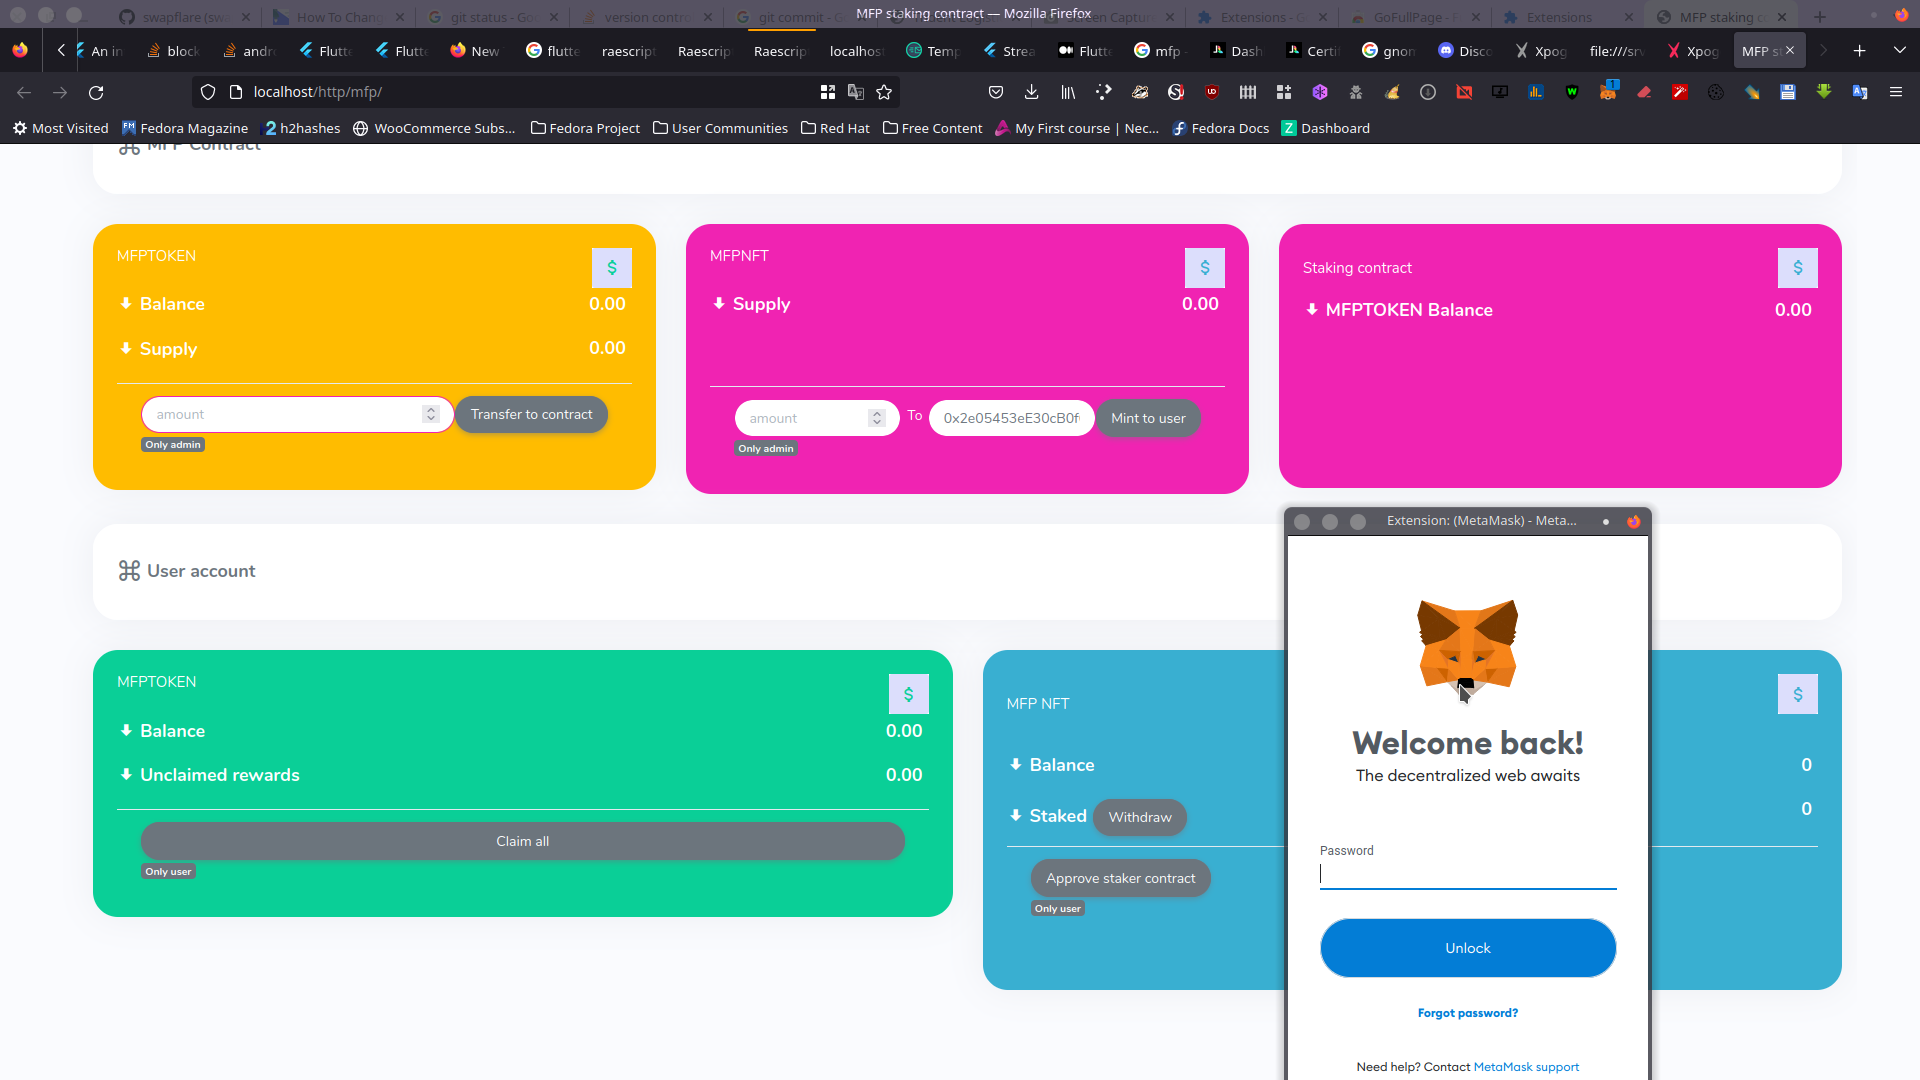 MFP staking contract — Mozilla Firefox
swapflare (swa
How To Chang
git status - Go
version contro
git commit - G
Screen Captur
Extensions - G
GoFullPage - F
Extensions
MFP staking c
An in
block
andr
Flutt
Flutt
New
flutte
raescript
Raescrip
Raescrip
localhos
Temp
Strea
Flutt
mfp -
Dash
Certi
gnon
Disco
Xpog
file:///srv
Xpog
MFP st
localhost/http/mfp/
Most Visited
Fedora Magazine
h2hashes
WooCommerce Subs...
Fedora Project
User Communities
Red Hat
Free Content
My First course | Nec...
Fedora Docs
Dashboard
MFP Contract
MFPTOKEN
$
Balance 0.00
Supply 0.00
amount Transfer to contract
Only admin
MFPNFT
$
Supply 0.00
amount To 0x2e05453eE30cB0f Mint to user
Only admin
Staking contract
$
MFPTOKEN Balance 0.00
User account
MFPTOKEN
$
Balance 0.00
Unclaimed rewards 0.00
Claim all
Only user
MFP NFT
$
Balance 0
Staked Withdraw 0
Approve staker contract
Only user
Extension: (MetaMask) - Meta...
Welcome back!
The decentralized web awaits
Password
Unlock
Forgot password?
Need help? Contact MetaMask support